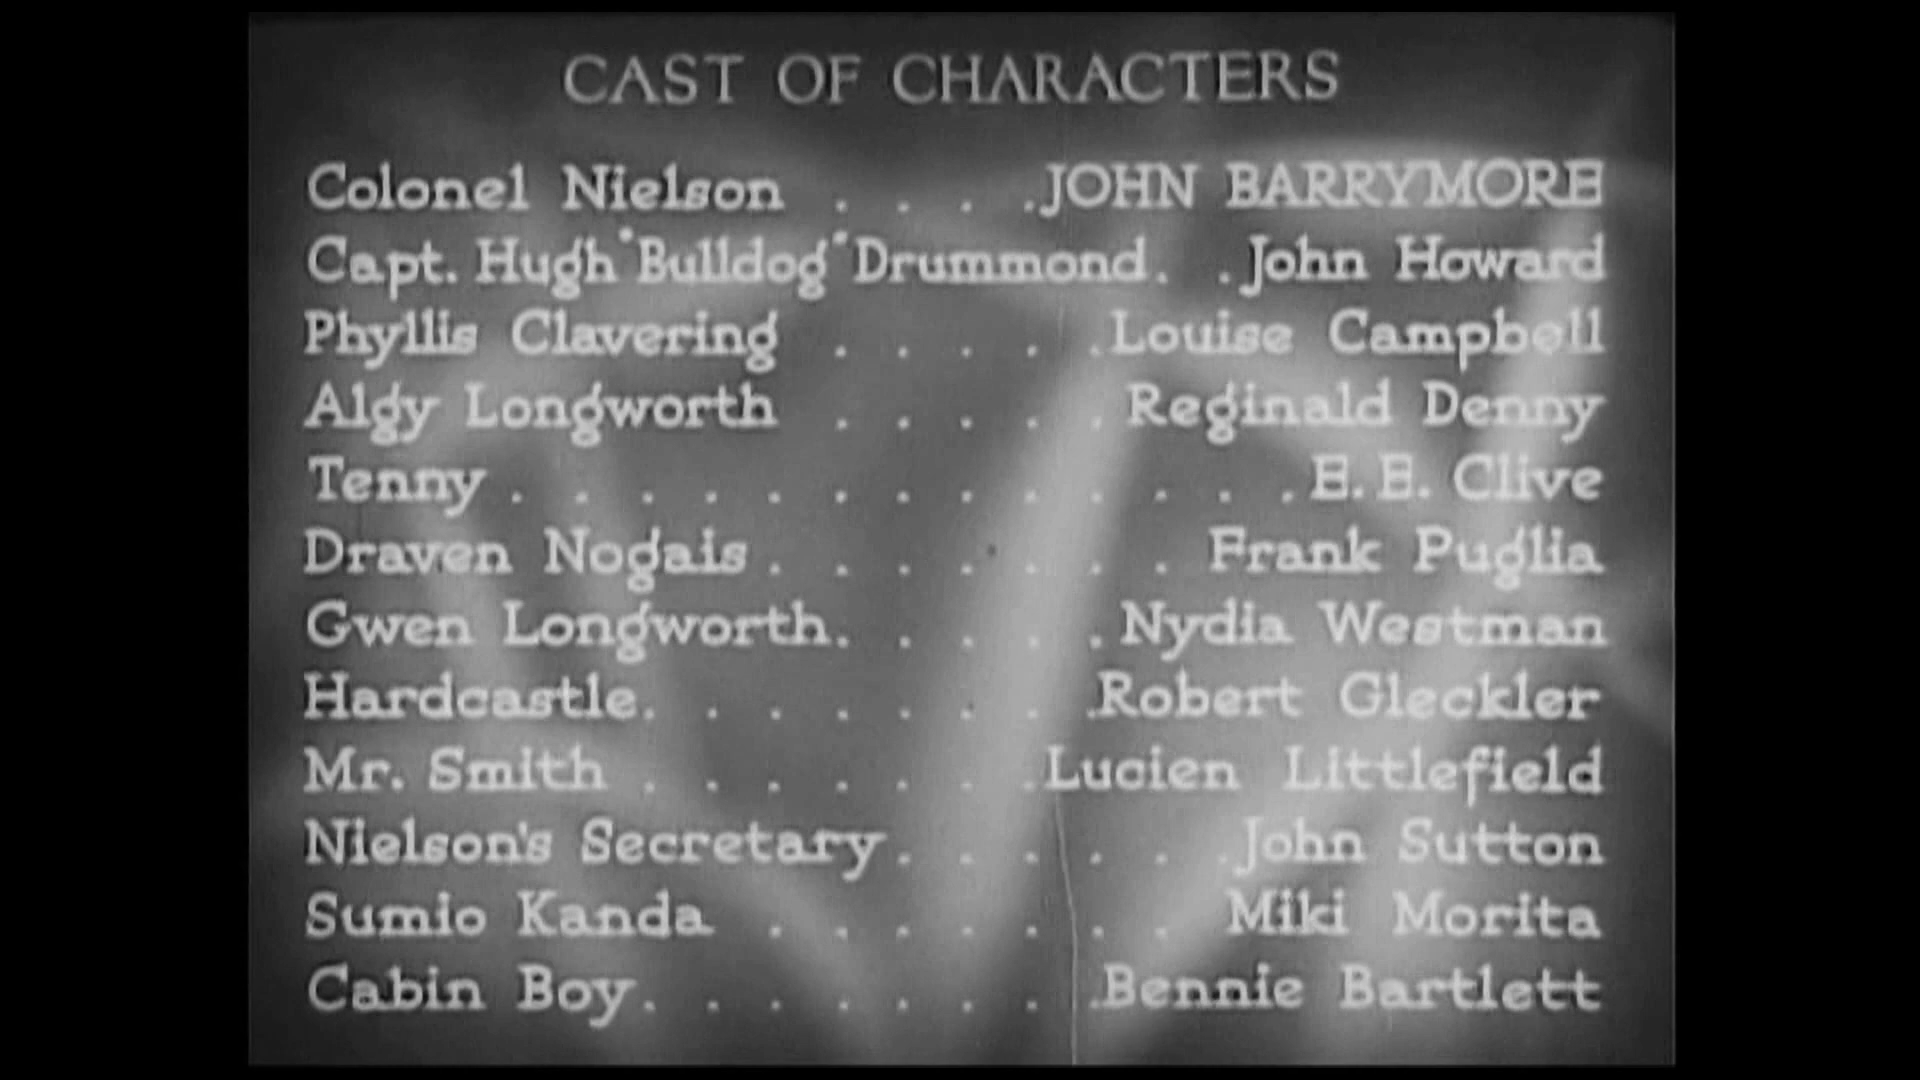 CAST OF CHARACTERS
Colonel Nielson . . . . JOHN BARRYMORE
Capt. Hugh "Bulldog" Drummond . . John Howard
Phyllis Clavering . . . . . Louise Campbell
Algy Longworth . . . . . Reginald Denny
Tenny . . . . . . . . . . . . . E. E. Clive
Draven Nogais . . . . . . . Frank Puglia
Gwen Longworth . . . . . Nydia Westman
Hardcastle . . . . . . . . Robert Gleckler
Mr. Smith . . . . . . . Lucien Littlefield
Nielson's Secretary . . . . . . John Sutton
Sumio Kanda . . . . . . . Miki Morita
Cabin Boy . . . . . . . . Bennie Bartlett